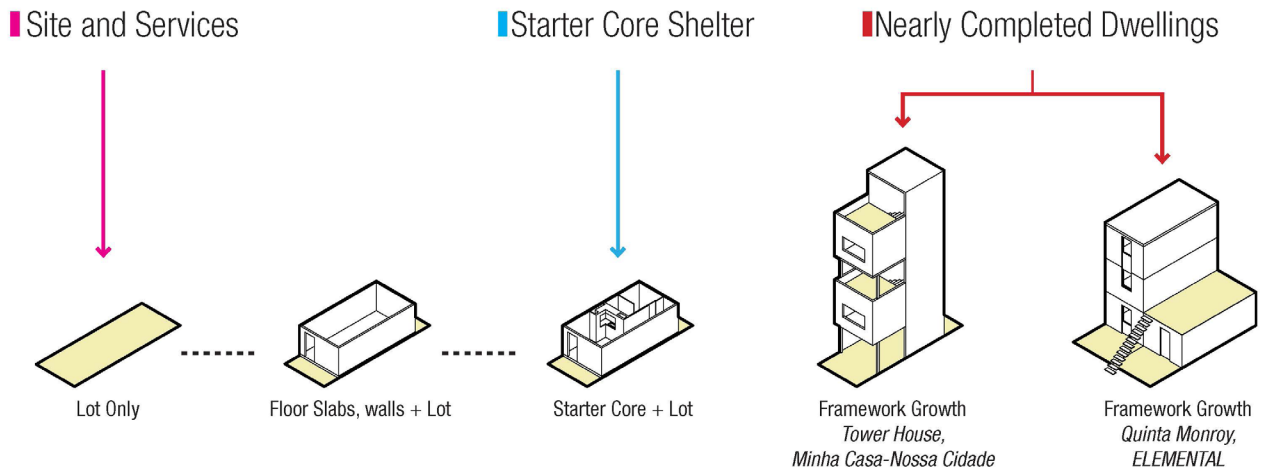 Site and Services
Starter Core Shelter
Nearly Completed Dwellings
Lot Only
Floor Slabs, walls + Lot
Starter Core + Lot
Framework Growth
Tower House,
Minha Casa-Nossa Cidade
Framework Growth
Quinta Monroy,
ELEMENTAL